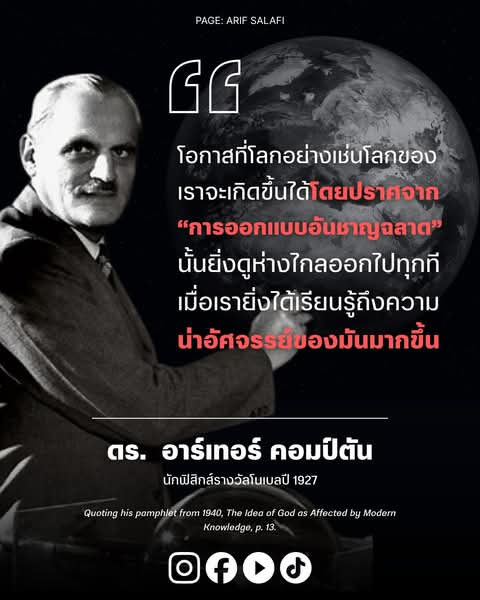 PAGE: ARIF SALAFI
โอกาสที่โลกอย่างเช่นโลกของ
เราจะเกิดขึ้นได้โดยปราศจาก
“การออกแบบอันชาญฉลาด”
นั้นยิ่งดูห่างไกลออกไปทุกที
เมื่อเรายิ่งได้เรียนรู้ถึงความ
น่าอัศจรรย์ของมันมากขึ้น
ดร. อาร์เทอร์ คอมป์ตัน
นักฟิสิกส์รางวัลโนเบลปี 1927
Quoting his pamphlet from 1940, The Idea of God as Affected by Modern
Knowledge, p. 13.